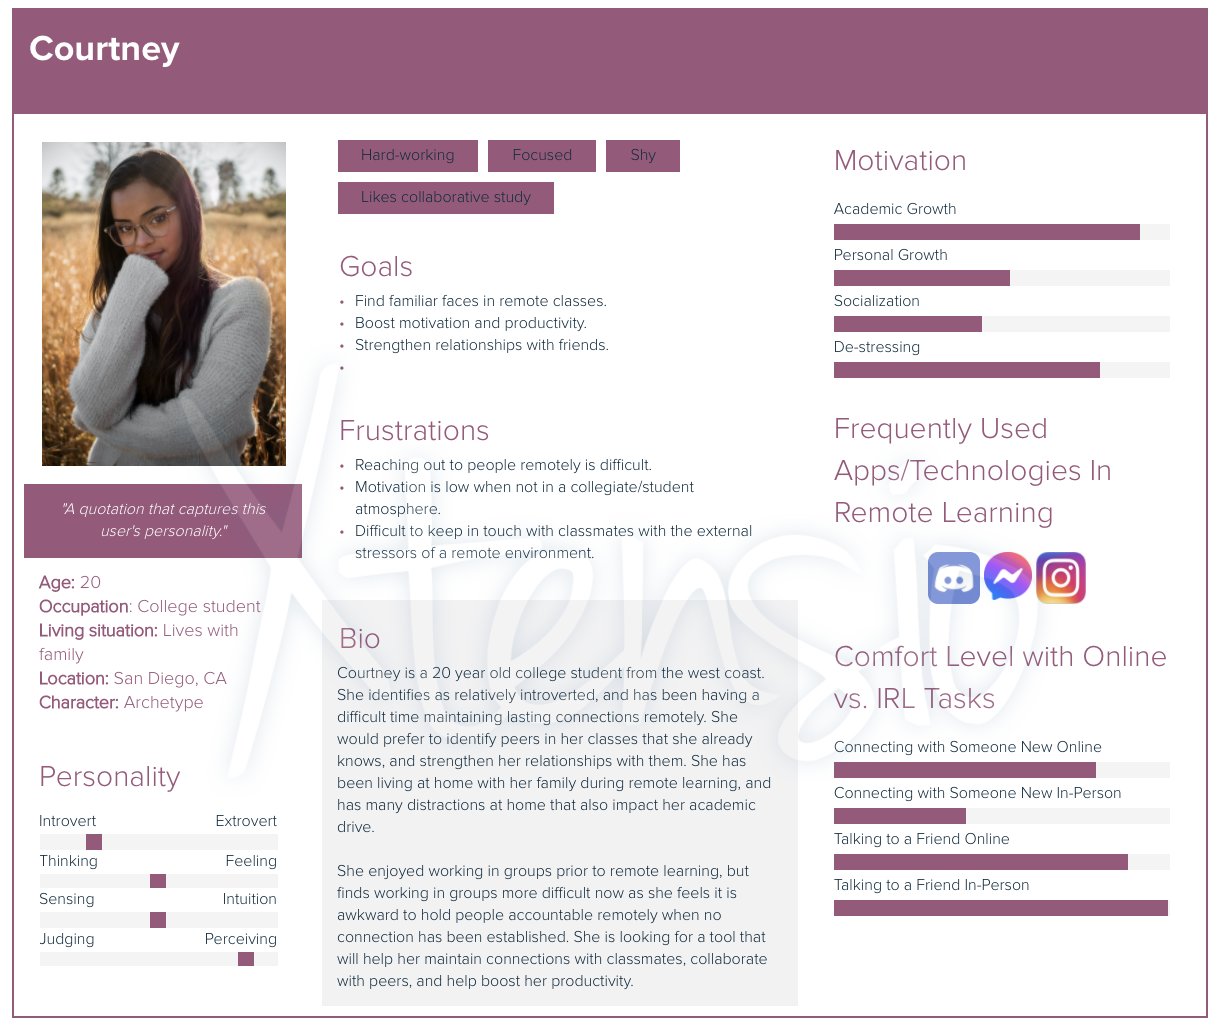 Courtney
Hard-working
Focused
Shy
Likes collaborative study
Goals
Find familiar faces in remote classes.
Boost motivation and productivity.
Strengthen relationships with friends.
Frustrations
Reaching out to people remotely is difficult.
Motivation is low when not in a collegiate/student
atmosphere.
Difficult to keep in touch with classmates with the external
stressors of a remote environment.
"A quotation that captures this
user's personality."
Age: 20
Occupation: College student
Living situation: Lives with
family
Location: San Diego, CA
Character: Archetype
Personality
Introvert Extrovert
Thinking Feeling
Sensing Intuition
Judging Perceiving
Bio
Courtney is a 20 year old college student from the west coast.
She identifies as relatively introverted, and has been having a
difficult time maintaining lasting connections remotely. She
would prefer to identify peers in her classes that she already
knows, and strengthen her relationships with them. She has
been living at home with her family during remote learning, and
has many distractions at home that also impact her academic
drive.
She enjoyed working in groups prior to remote learning, but
finds working in groups more difficult now as she feels it is
awkward to hold people accountable remotely when no
connection has been established. She is looking for a tool that
will help her maintain connections with classmates, collaborate
with peers, and help boost her productivity.
Motivation
Academic Growth
Personal Growth
Socialization
De-stressing
Frequently Used
Apps/Technologies In
Remote Learning
Comfort Level with Online
vs. IRL Tasks
Connecting with Someone New Online
Connecting with Someone New In-Person
Talking to a Friend Online
Talking to a Friend In-Person
Xtensio